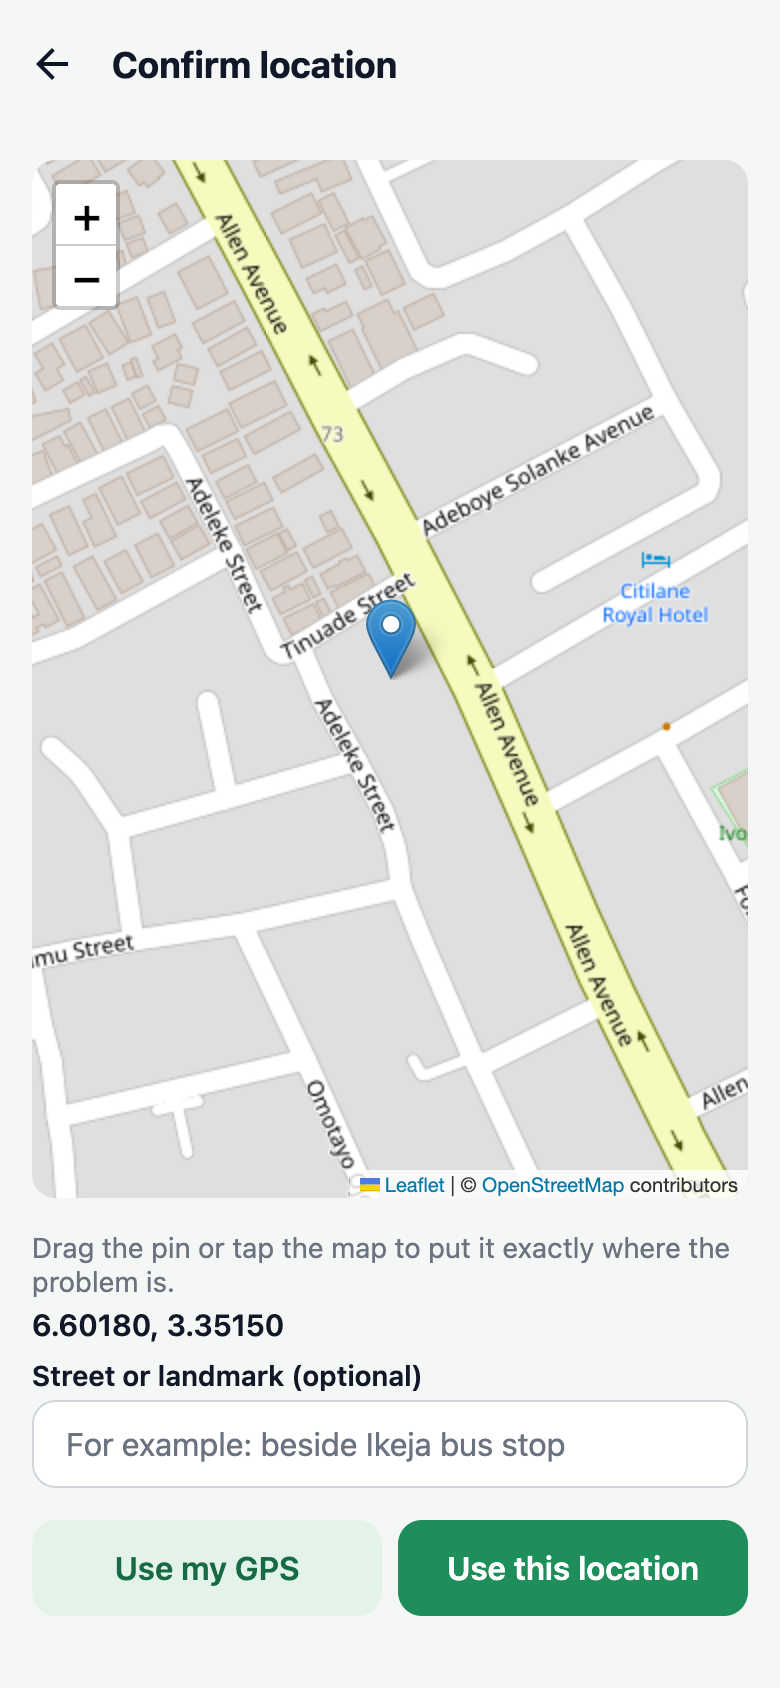 Confirm location
+
−
Allen Avenue
73
Adeboye Solanke Avenue
Adeleke Street
Tinuade Street
Citilane
Royal Hotel
Allen Avenue
Adeleke Street
Ivo
Fo
Allen Avenue
mu Street
Omotayo
Allen
Leaflet | © OpenStreetMap contributors
Drag the pin or tap the map to put it exactly where the
problem is.
6.60180, 3.35150
Street or landmark (optional)
For example: beside Ikeja bus stop
Use my GPS
Use this location